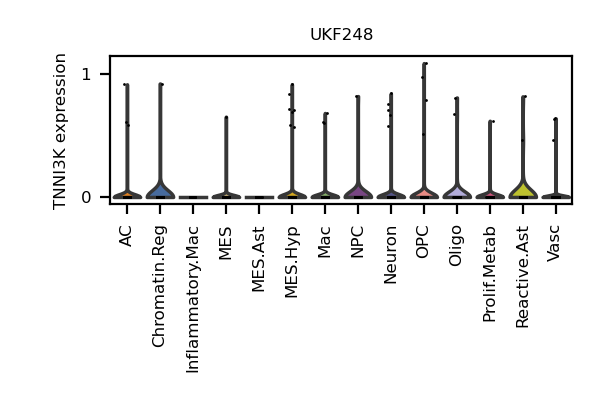 UKF248
TNNI3K expression
1
0
AC
Chromatin.Reg
Inflammatory.Mac
MES
MES.Ast
MES.Hyp
Mac
NPC
Neuron
OPC
Oligo
Prolif.Metab
Reactive.Ast
Vasc